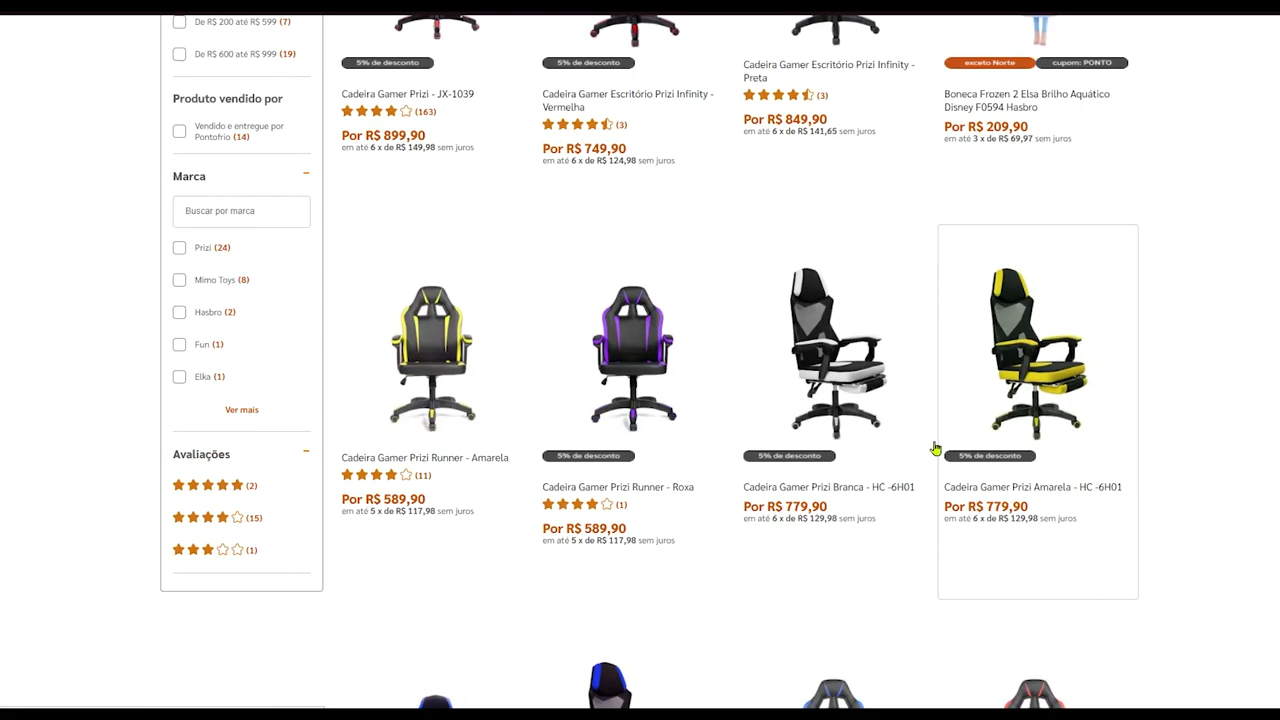 De R$ 200 até R$ 599 (7)
De R$ 600 até R$ 999 (19)
Produto vendido por
Vendido e entregue por
Pontofrio (14)
Marca
Buscar por marca
Prizi (24)
Mimo Toys (8)
Hasbro (2)
Fun (1)
Elka (1)
Ver mais
Avaliações
(2)
(15)
(1)
5% de desconto
Cadeira Gamer Prizi - JX-1039
(163)
Por R$ 899,90
em até 6 x de R$ 149,98 sem juros
5% de desconto
Cadeira Gamer Escritório Prizi Infinity -
Vermelha
(3)
Por R$ 749,90
em até 6 x de R$ 124,98 sem juros
Cadeira Gamer Escritório Prizi Infinity -
Preta
(3)
Por R$ 849,90
em até 6 x de R$ 141,65 sem juros
exceto Norte
cupom: PONTO
Boneca Frozen 2 Elsa Brilho Aquático
Disney F0594 Hasbro
Por R$ 209,90
em até 3 x de R$ 69,97 sem juros
Cadeira Gamer Prizi Runner - Amarela
(11)
Por R$ 589,90
em até 5 x de R$ 117,98 sem juros
5% de desconto
Cadeira Gamer Prizi Runner - Roxa
(1)
Por R$ 589,90
em até 5 x de R$ 117,98 sem juros
5% de desconto
Cadeira Gamer Prizi Branca - HC -6H01
Por R$ 779,90
em até 6 x de R$ 129,98 sem juros
5% de desconto
Cadeira Gamer Prizi Amarela - HC -6H01
Por R$ 779,90
em até 6 x de R$ 129,98 sem juros